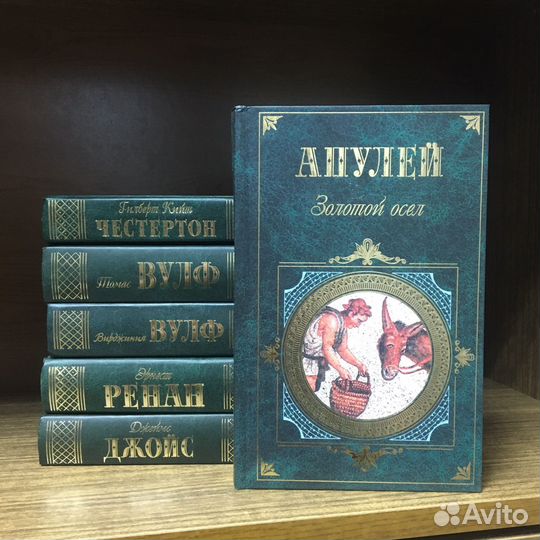 Гилберт Кийт
ЧЕСТЕРТОН
Томас ВУЛФ
Вирджиния ВУЛФ
Эрнест
РЕНАН
Джеймс
ДЖОЙС
АПУЛЕЙ
Золотой осел
Avito